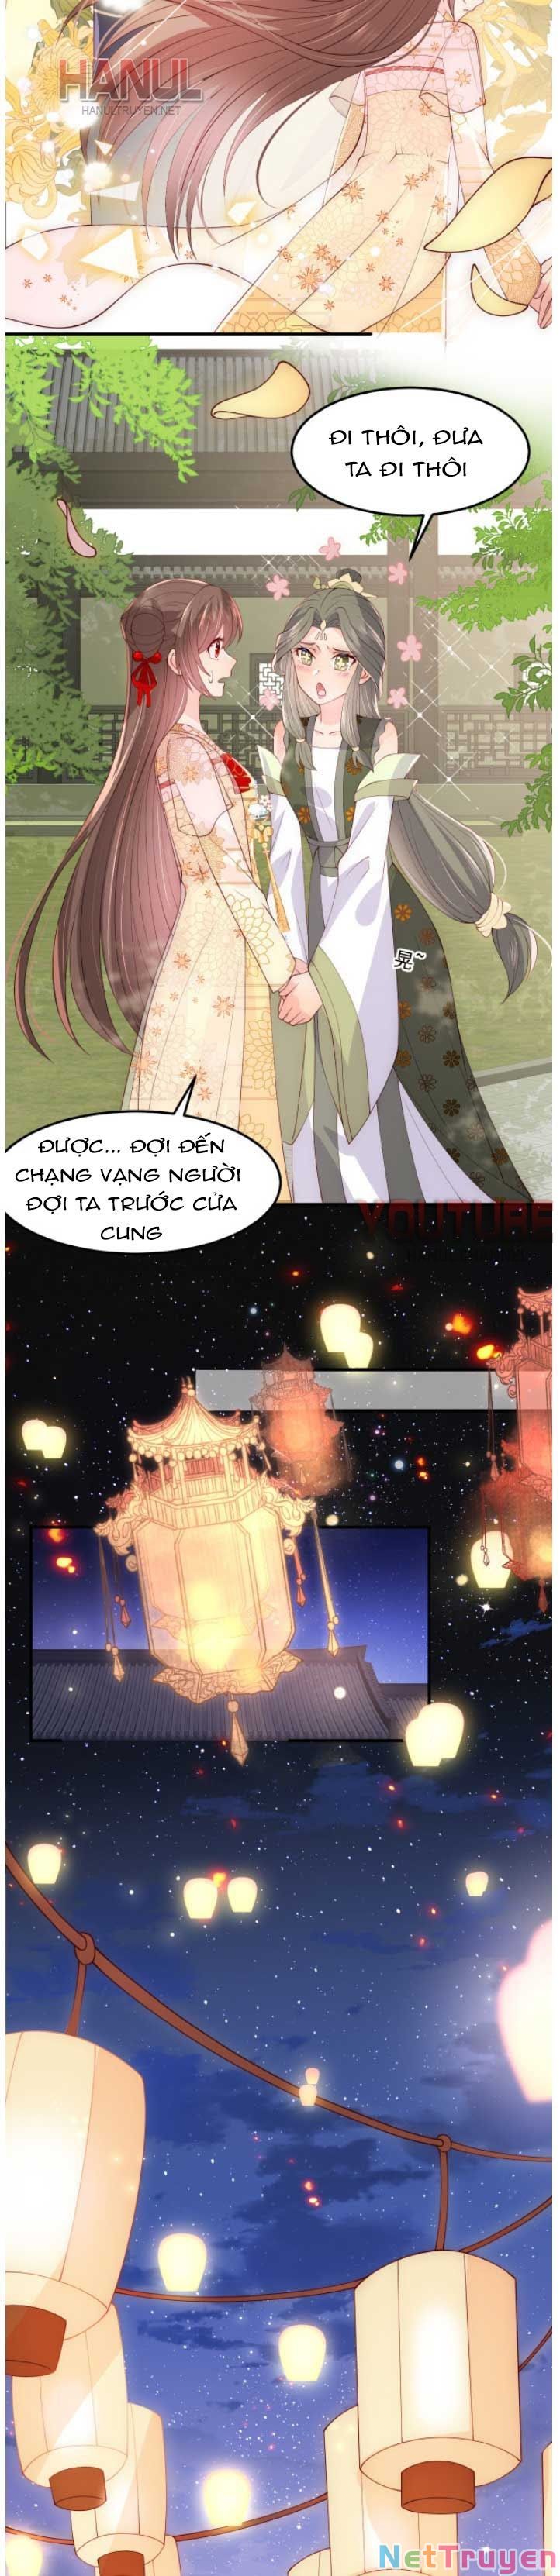 HANUL
HANULTRUYEN.NET
ĐI THÔI, ĐƯA
TA ĐI THÔI
晃~
ĐƯỢC... ĐỢI ĐẾN
CHẠNG VẠNG NGƯỜI
ĐỢI TA TRƯỚC CỬA
CUNG
YOUTUBE
NetTruyen